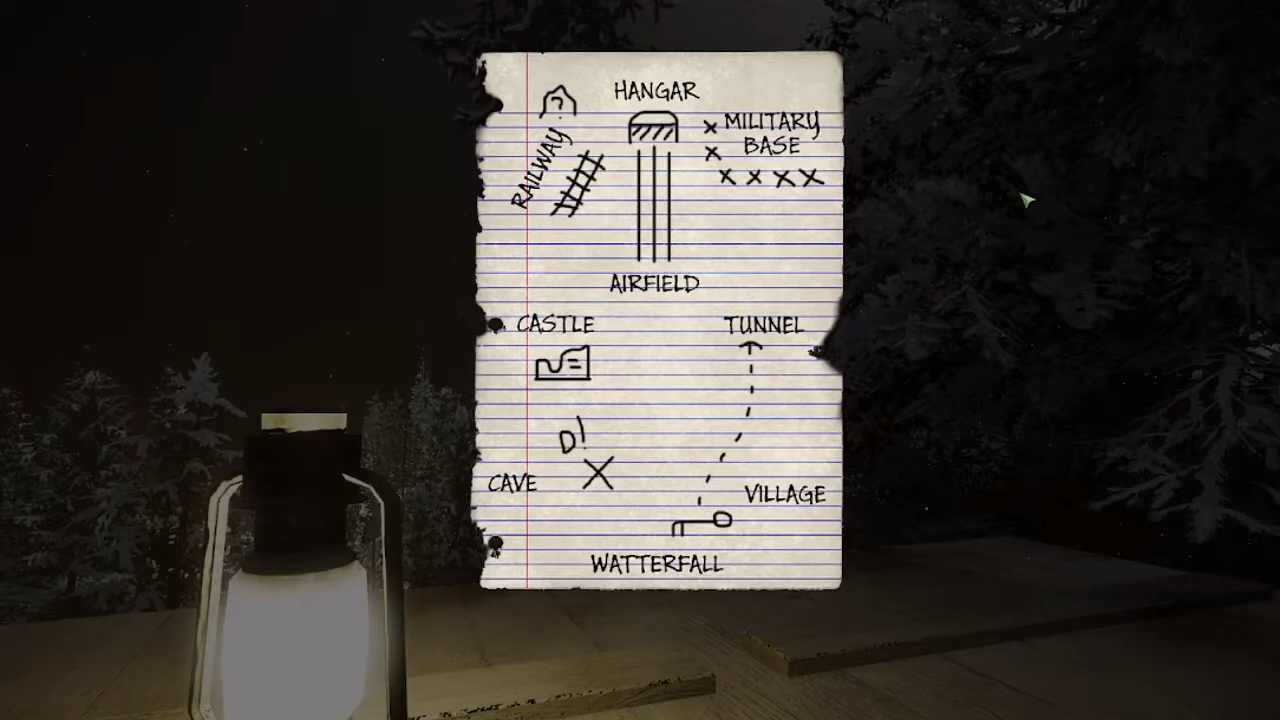 HANGAR
?
MILITARY
BASE
RAILWAY
AIRFIELD
CASTLE
TUNNEL
D!
CAVE
VILLAGE
WATTERFALL